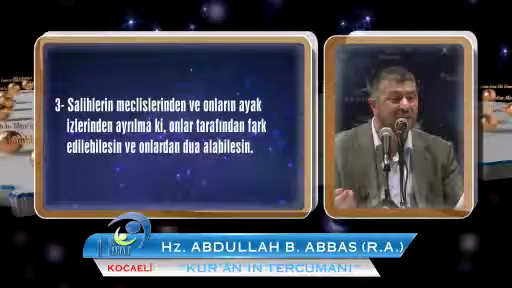 3- Salihlerin meclislerinden ve onların ayak
izlerinden ayrılma ki, onlar tarafından fark
edilebilesin ve onlardan dua alabilesin.
Hz. ABDULLAH B. ABBAS (R.A.)
KOCAELİ "KUR'AN'IN TERCÜMANI"